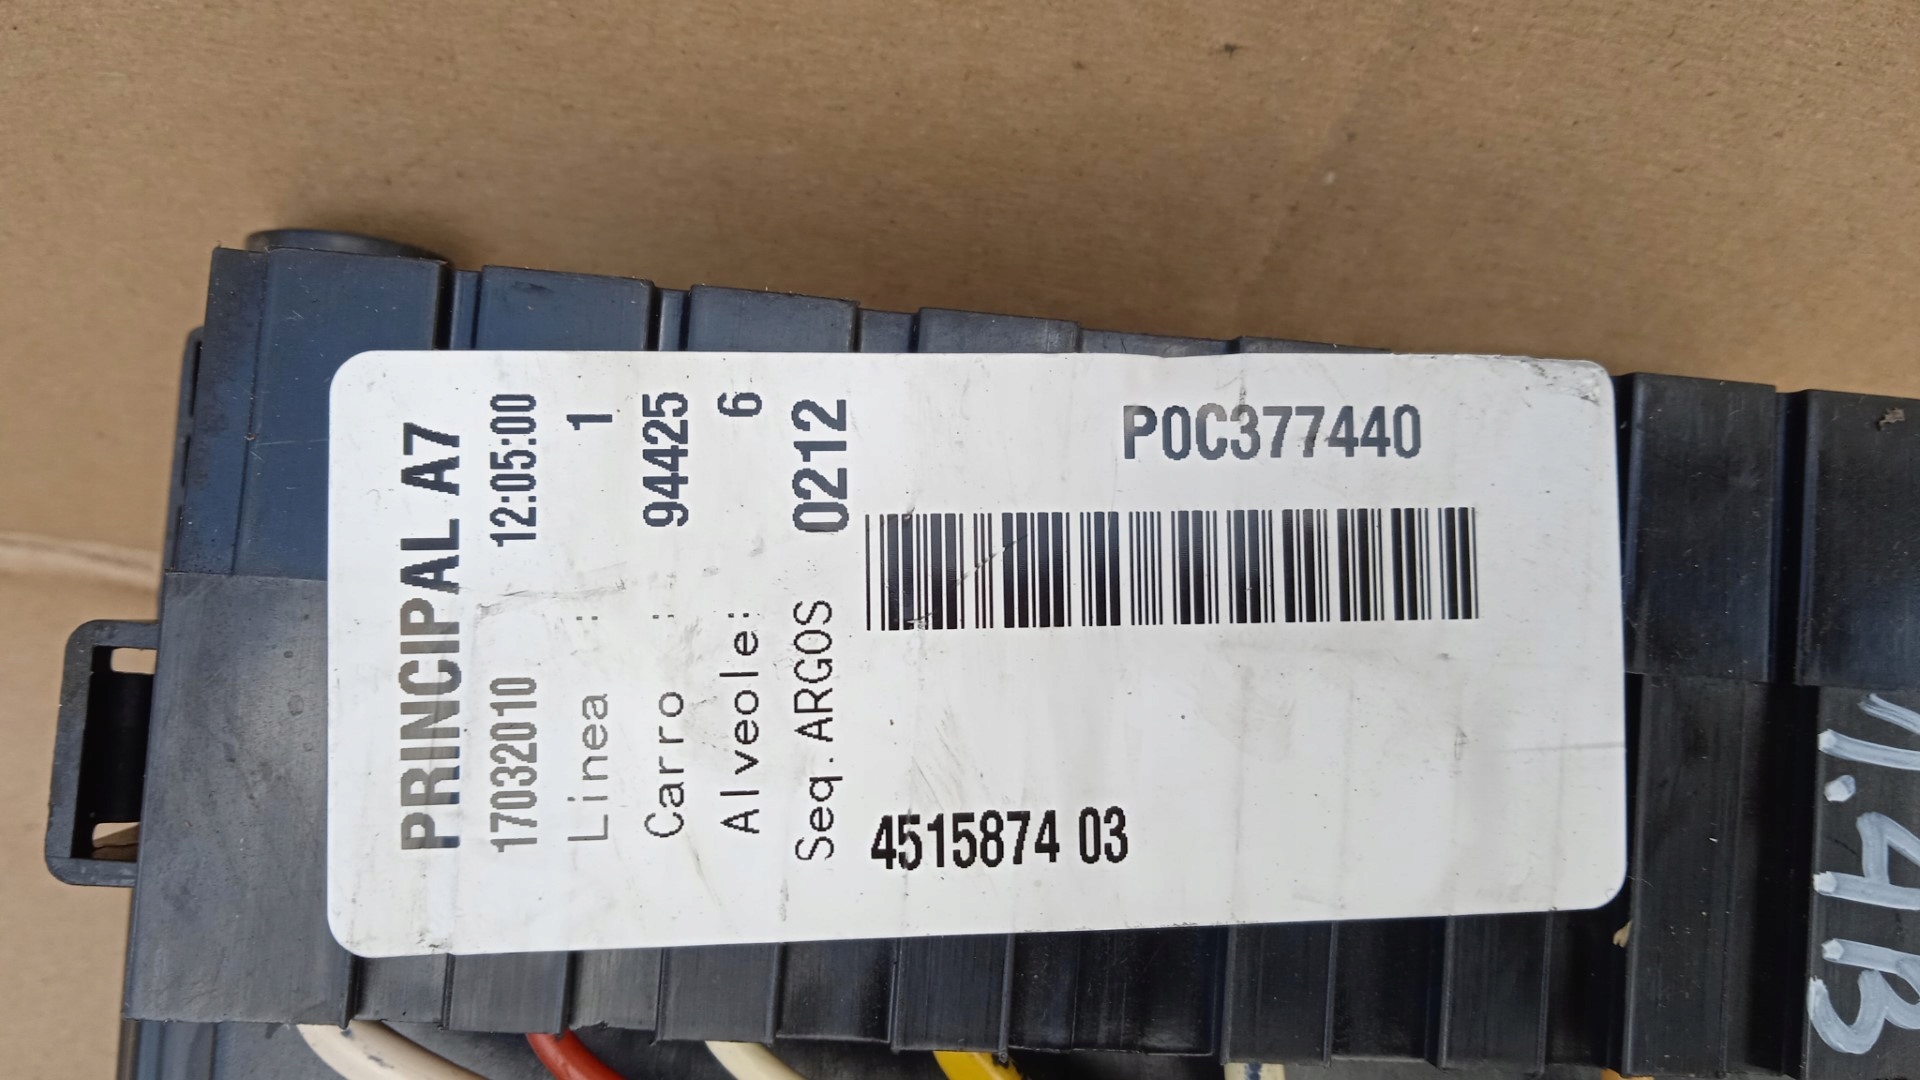 PRINCIPAL A7
17032010 12:05:00
Linea : 1
Carro : 94425
Alveole: 6
Seq.ARGOS 0212
P0C377440
4515874 03